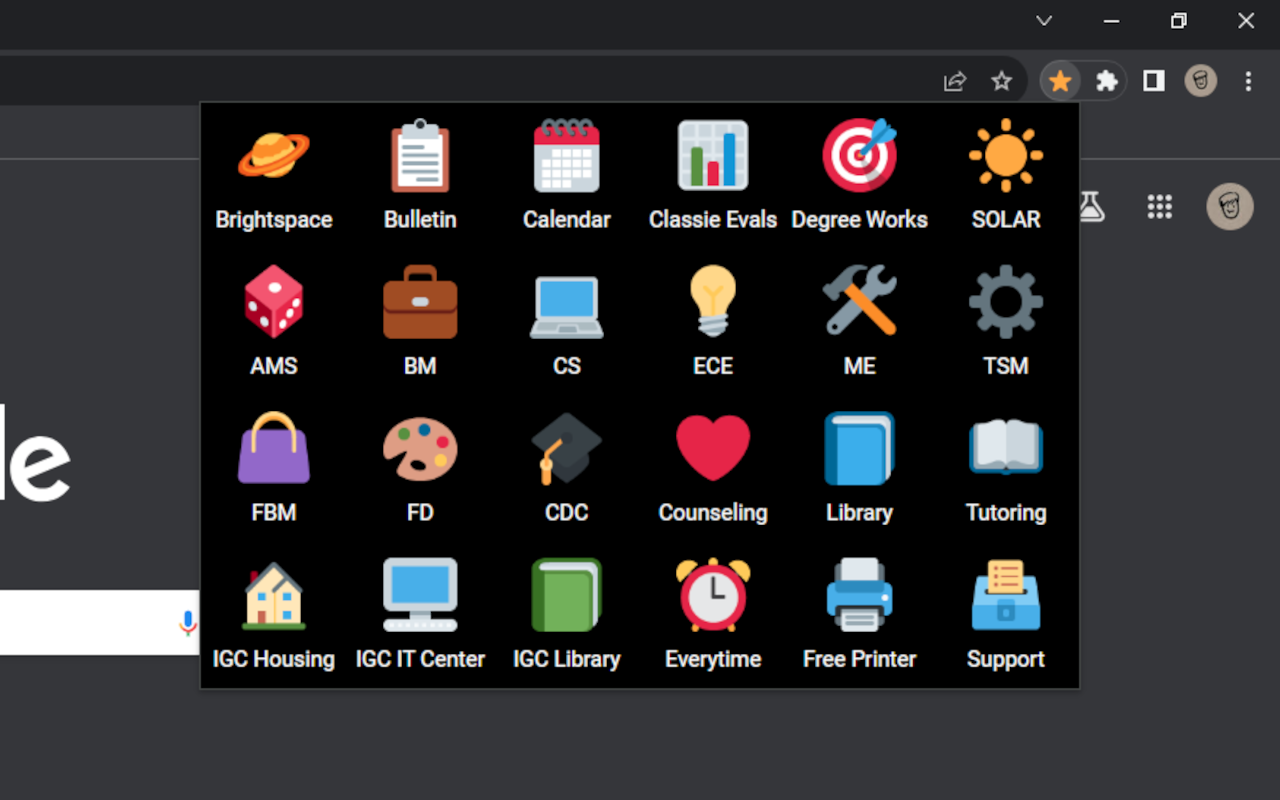 Brightspace Bulletin Calendar Classie Evals Degree Works SOLAR
AMS BM CS ECE ME TSM
le
FBM FD CDC Counseling Library Tutoring
IGC Housing IGC IT Center IGC Library Everytime Free Printer Support